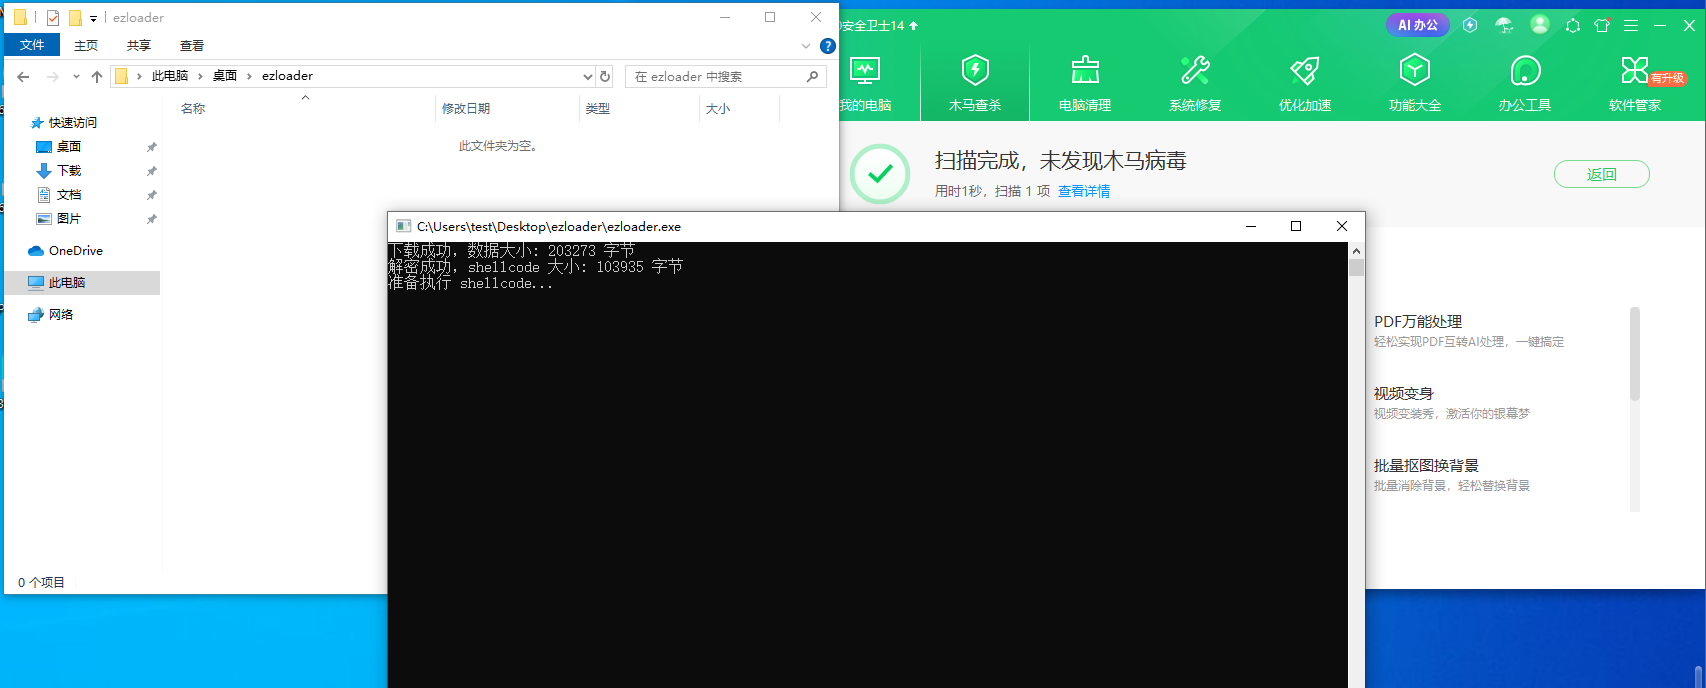 ezloader
文件 主页 共享 查看
此电脑 桌面 ezloader
在 ezloader 中搜索
名称 修改日期 类型 大小
此文件夹为空。
快速访问
桌面
下载
文档
图片
OneDrive
此电脑
网络
0 个项目
安全卫士14
AI 办公
我的电脑 木马查杀 电脑清理 系统修复 优化加速 功能大全 办公工具 软件管家
有升级
扫描完成，未发现木马病毒
用时1秒，扫描 1 项 查看详情
返回
C:\Users\test\Desktop\ezloader\ezloader.exe
下载成功，数据大小: 203273 字节
解密成功，shellcode 大小: 103935 字节
准备执行 shellcode...
PDF万能处理
轻松实现PDF互转AI处理，一键搞定
视频变身
视频变装秀，激活你的银幕梦
批量抠图换背景
批量消除背景，轻松替换背景